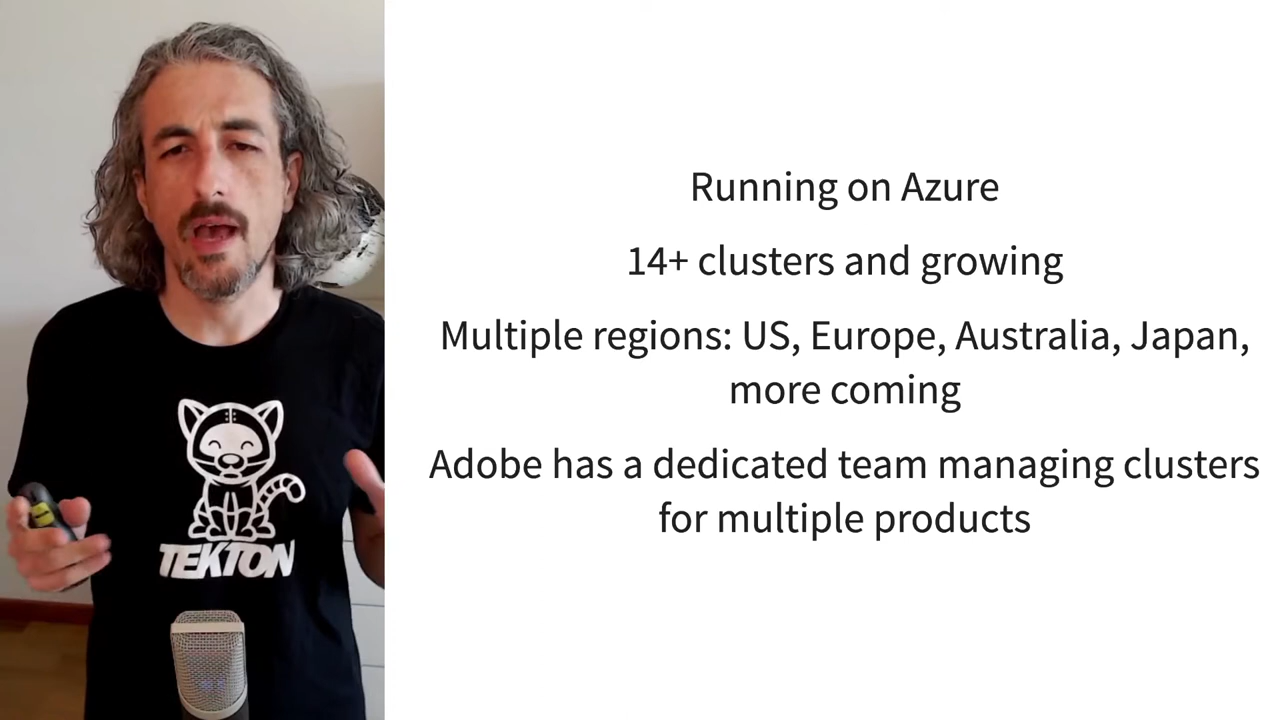 Running on Azure
14+ clusters and growing
Multiple regions: US, Europe, Australia, Japan,
more coming
Adobe has a dedicated team managing clusters
for multiple products
TEKTON